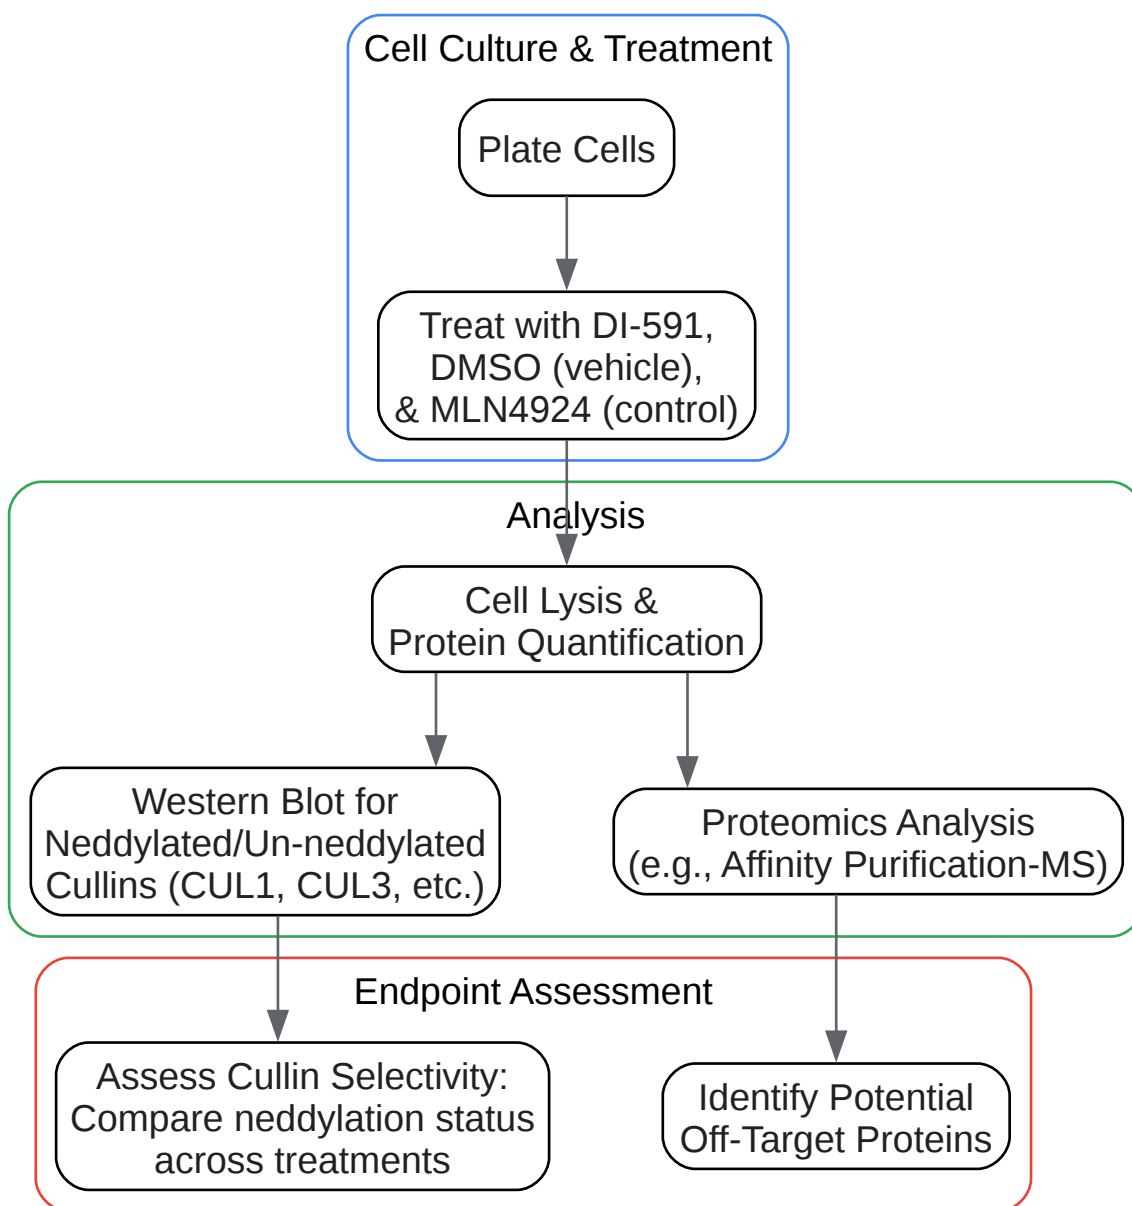 Cell Culture & Treatment
Plate Cells
Treat with DI-591,
DMSO (vehicle),
& MLN4924 (control)
Analysis
Cell Lysis &
Protein Quantification
Western Blot for
Neddylated/Un-neddylated
Cullins (CUL1, CUL3, etc.)
Proteomics Analysis
(e.g., Affinity Purification-MS)
Endpoint Assessment
Assess Cullin Selectivity:
Compare neddylation status
across treatments
Identify Potential
Off-Target Proteins